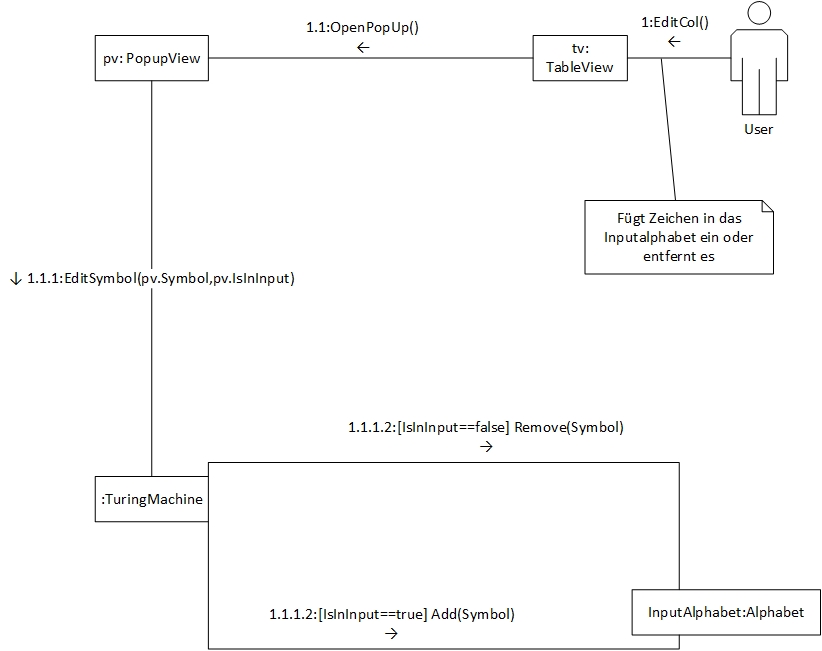 1.1:OpenPopUp()
1:EditCol()
pv: PopupView
tv:
TableView
User
Fügt Zeichen in das
Inputalphabet ein oder
entfernt es
1.1.1:EditSymbol(pv.Symbol,pv.IsInInput)
1.1.1.2:[IsInInput==false] Remove(Symbol)
:TuringMachine
1.1.1.2:[IsInInput==true] Add(Symbol)
InputAlphabet:Alphabet